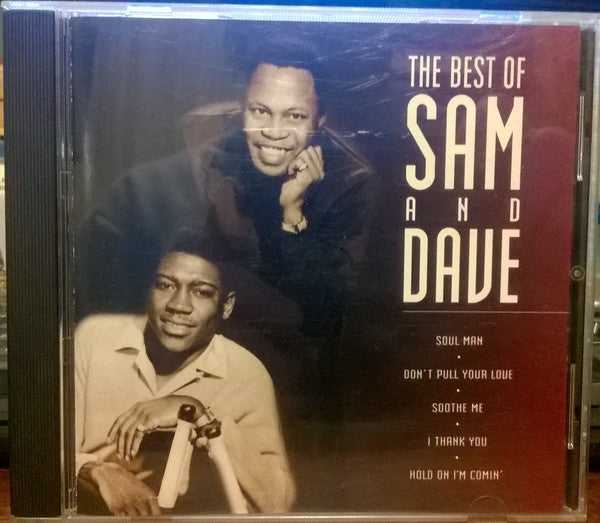 THE BEST OF
SAM
AND
DAVE
SOUL MAN
•
DON'T PULL YOUR LOVE
•
SOOTHE ME
•
I THANK YOU
•
HOLD ON I'M COMIN'